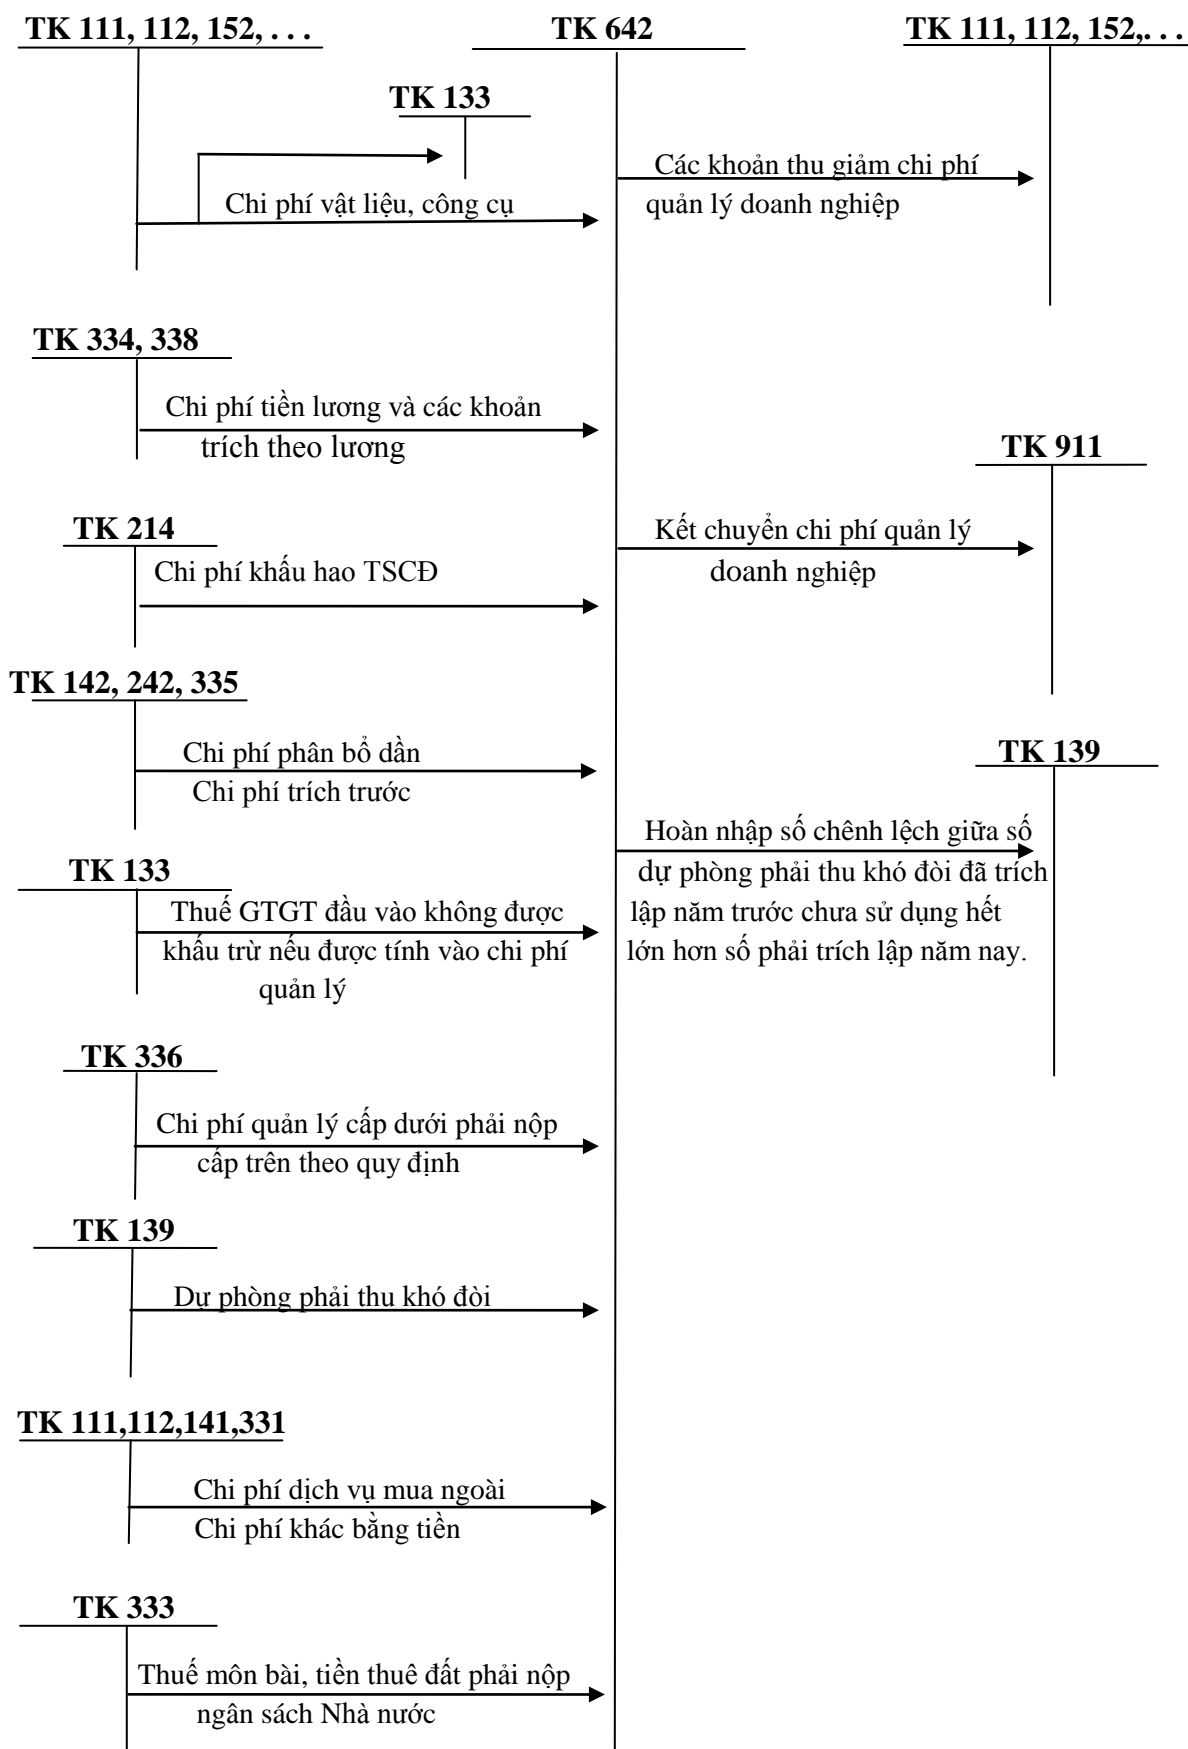 TK 111, 112, 152, . . .
TK 642
TK 111, 112, 152,. . .
TK 133
Các khoản thu giảm chi phí
quản lý doanh nghiệp
Chi phí vật liệu, công cụ
TK 334, 338
Chi phí tiền lương và các khoản
trích theo lương
TK 911
TK 214
Kết chuyển chi phí quản lý
doanh nghiệp
Chi phí khấu hao TSCĐ
TK 142, 242, 335
Chi phí phân bổ dần
Chi phí trích trước
TK 139
Hoàn nhập số chênh lệch giữa số
dự phòng phải thu khó đòi đã trích
lập năm trước chưa sử dụng hết
lớn hơn số phải trích lập năm nay.
TK 133
Thuế GTGT đầu vào không được
khấu trừ nếu được tính vào chi phí
quản lý
TK 336
Chi phí quản lý cấp dưới phải nộp
cấp trên theo quy định
TK 139
Dự phòng phải thu khó đòi
TK 111,112,141,331
Chi phí dịch vụ mua ngoài
Chi phí khác bằng tiền
TK 333
Thuế môn bài, tiền thuê đất phải nộp
ngân sách Nhà nước